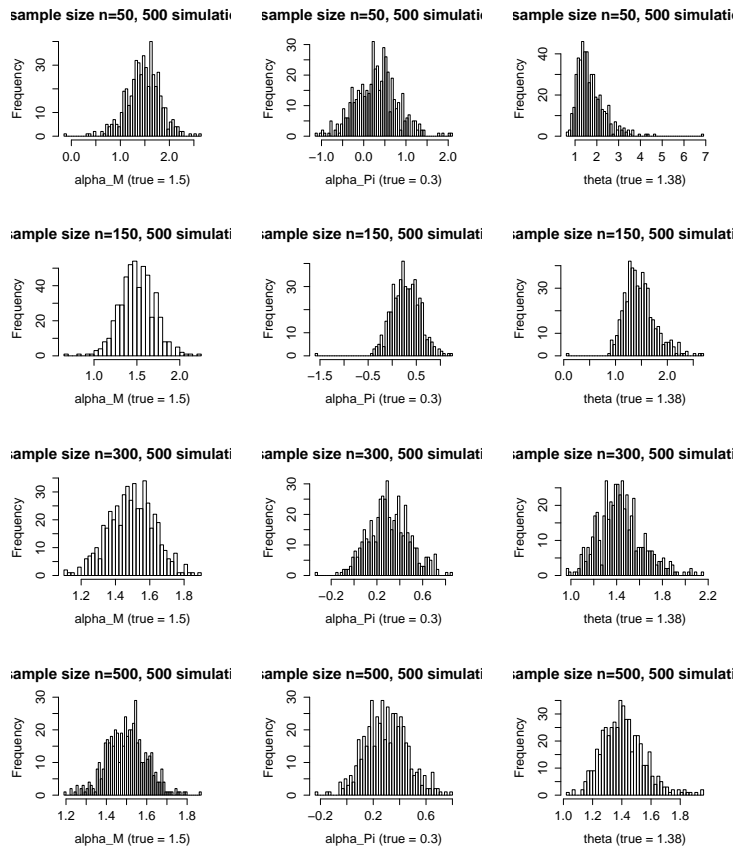 sample size n=50, 500 simulati
Frequency
0 10 30
0.0 1.0 2.0
alpha_M (true = 1.5)
sample size n=50, 500 simulati
Frequency
0 10 30
−1.0 0.0 1.0 2.0
alpha_Pi (true = 0.3)
sample size n=50, 500 simulati
Frequency
0 20 40
1 2 3 4 5 6 7
theta (true = 1.38)
sample size n=150, 500 simulati
Frequency
0 20 40
1.0 1.5 2.0
alpha_M (true = 1.5)
sample size n=150, 500 simulati
Frequency
0 10 30
−1.5 −0.5 0.5
alpha_Pi (true = 0.3)
sample size n=150, 500 simulati
Frequency
0 10 30
0.0 1.0 2.0
theta (true = 1.38)
sample size n=300, 500 simulati
Frequency
0 10 20 30
1.2 1.4 1.6 1.8
alpha_M (true = 1.5)
sample size n=300, 500 simulati
Frequency
0 10 20 30
−0.2 0.2 0.6
alpha_Pi (true = 0.3)
sample size n=300, 500 simulati
Frequency
0 10 20
1.0 1.4 1.8 2.2
theta (true = 1.38)
sample size n=500, 500 simulati
Frequency
0 10 20 30
1.2 1.4 1.6 1.8
alpha_M (true = 1.5)
sample size n=500, 500 simulati
Frequency
0 10 20 30
−0.2 0.2 0.6
alpha_Pi (true = 0.3)
sample size n=500, 500 simulati
Frequency
0 10 20 30
1.0 1.2 1.4 1.6 1.8
theta (true = 1.38)